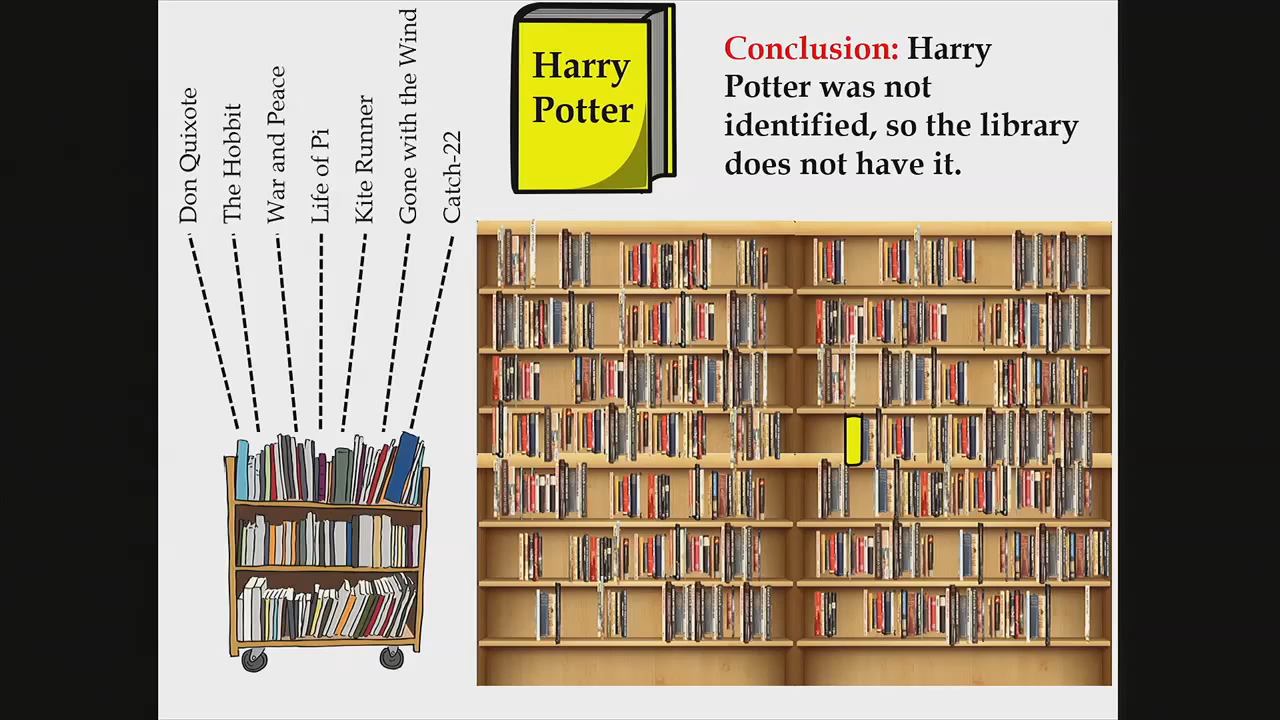 Don Quixote
The Hobbit
War and Peace
Life of Pi
Kite Runner
Gone with the Wind
Catch-22
Harry
Potter
Conclusion: Harry
Potter was not
identified, so the library
does not have it.